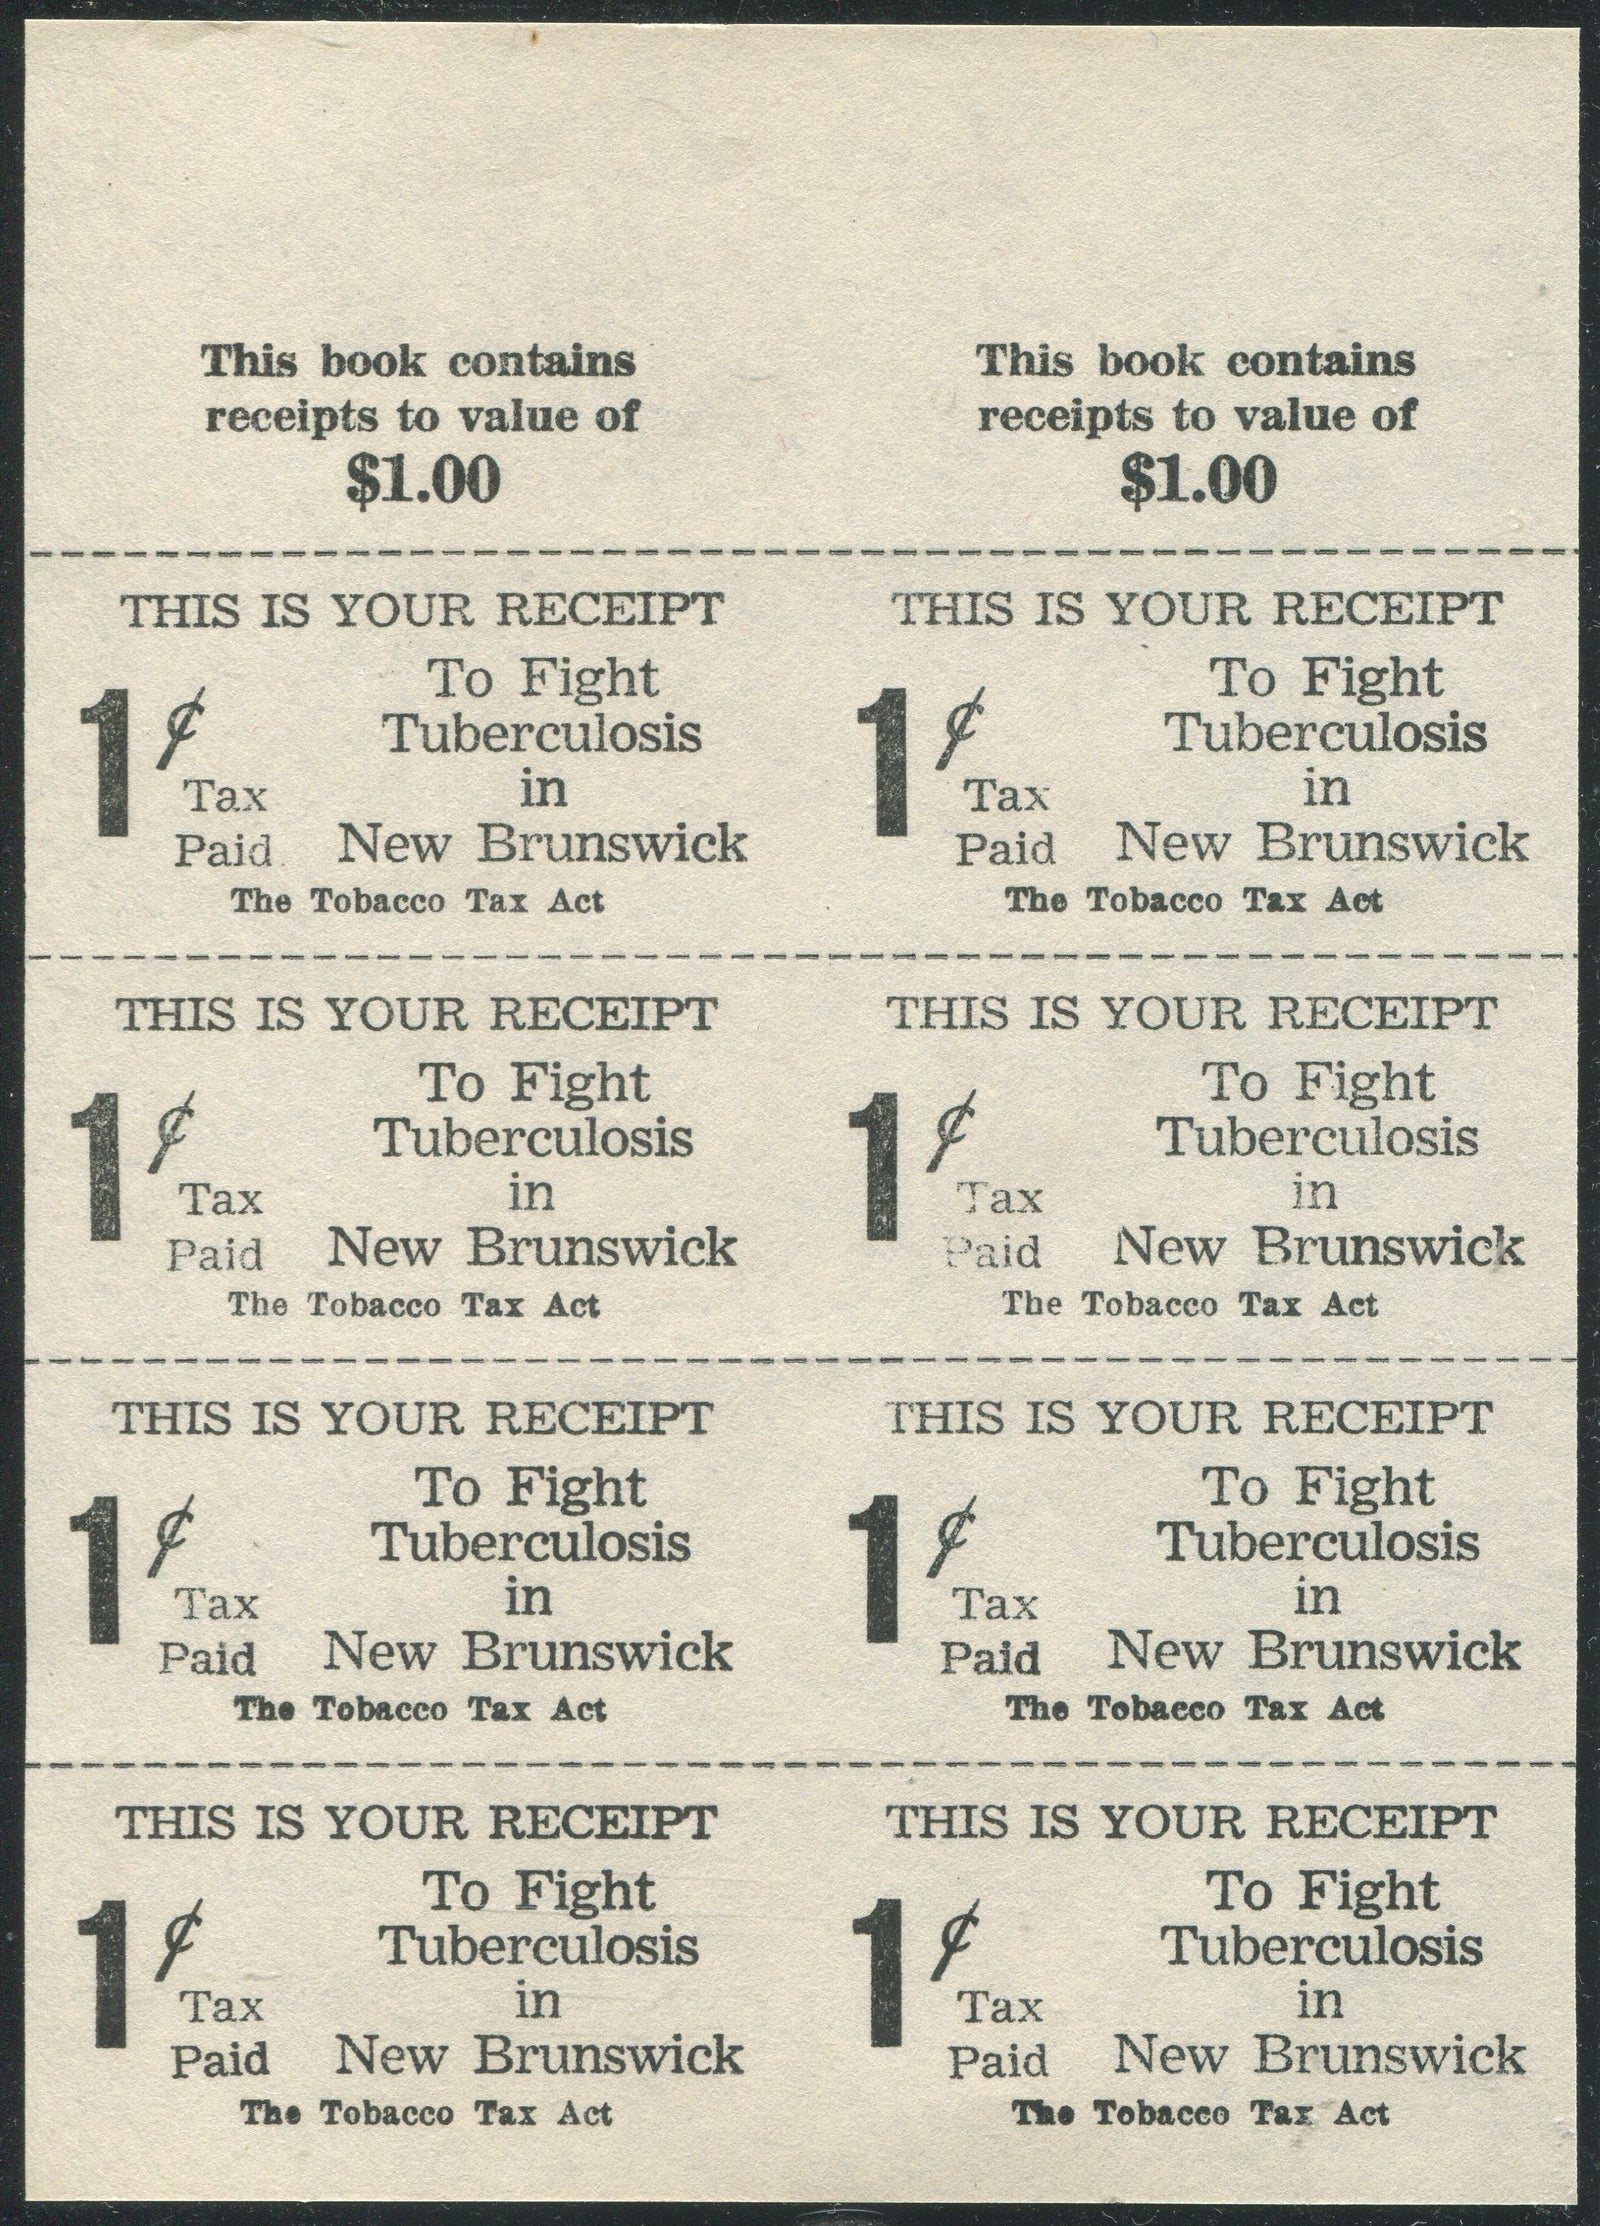 This book contains
receipts to value of
$1.00
This book contains
receipts to value of
$1.00
THIS IS YOUR RECEIPT
1¢ Tax Paid
To Fight
Tuberculosis
in
New Brunswick
The Tobacco Tax Act
THIS IS YOUR RECEIPT
1¢ Tax Paid
To Fight
Tuberculosis
in
New Brunswick
The Tobacco Tax Act
THIS IS YOUR RECEIPT
1¢ Tax Paid
To Fight
Tuberculosis
in
New Brunswick
The Tobacco Tax Act
THIS IS YOUR RECEIPT
1¢ Tax Paid
To Fight
Tuberculosis
in
New Brunswick
The Tobacco Tax Act
THIS IS YOUR RECEIPT
1¢ Tax Paid
To Fight
Tuberculosis
in
New Brunswick
The Tobacco Tax Act
THIS IS YOUR RECEIPT
1¢ Tax Paid
To Fight
Tuberculosis
in
New Brunswick
The Tobacco Tax Act
THIS IS YOUR RECEIPT
1¢ Tax Paid
To Fight
Tuberculosis
in
New Brunswick
The Tobacco Tax Act
THIS IS YOUR RECEIPT
1¢ Tax Paid
To Fight
Tuberculosis
in
New Brunswick
The Tobacco Tax Act